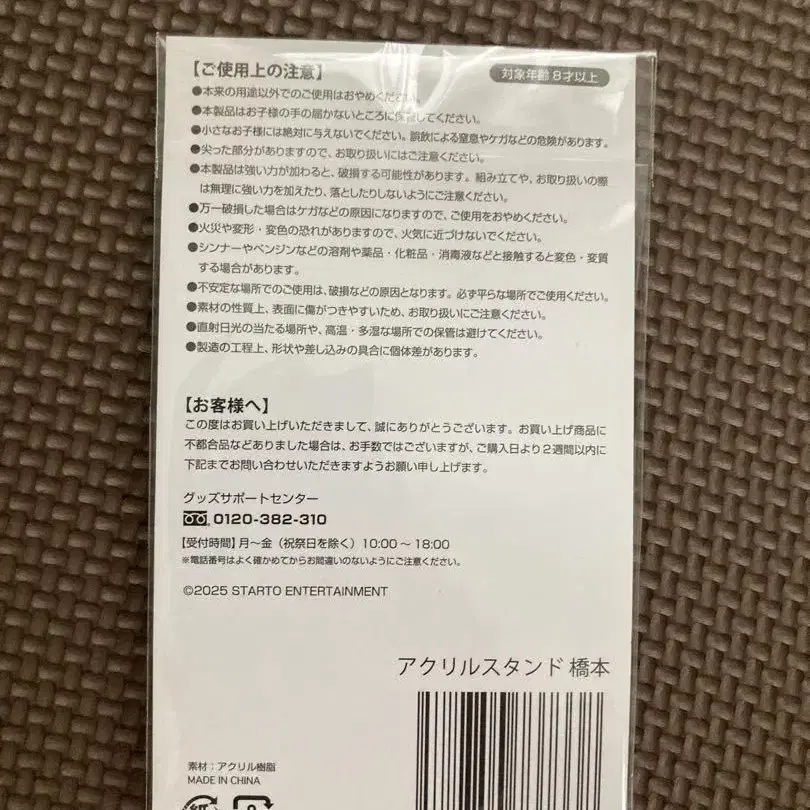 【ご使用上の注意】
対象年齢 8才以上
●本来の用途以外でのご使用はおやめください。
●本製品はお子様の手の届かないところに保管してください。
●小さなお子様には絶対に与えないでください。誤飲による窒息やケガなどの危険があります。
●尖った部分がありますので、お取り扱いにはご注意ください。
●本製品は強い力が加わると、破損する可能性があります。組み立てや、お取り扱いの際
は無理に強い力を加えたり、落としたりしないようにご注意ください。
●万一破損した場合はケガなどの原因になりますので、ご使用をおやめください。
●火災や変形・変色の恐れがありますので、火気に近づけないでください。
●シンナーやベンジンなどの溶剤や薬品・化粧品・消毒液などと接触すると変色・変質
する場合があります。
●不安定な場所でのご使用は、破損などの原因となります。必ず平らな場所でご使用ください。
●素材の性質上、表面に傷がつきやすいため、お取り扱いにご注意ください。
●直射日光の当たる場所や、高温・多湿な場所での保管は避けてください。
●製造の工程上、形状や差し込みの具合に個体差があります。
【お客様へ】
この度はお買い上げいただきまして、誠にありがとうございます。お買い上げ商品に
不都合品などありました場合は、お手数ではございますが、ご購入日より2週間以内に
下記までお問い合わせいただきますようお願い申し上げます。
グッズサポートセンター
0120-382-310
【受付時間】月～金（祝祭日を除く）10:00～18:00
※電話番号はよく確かめてからお間違いのないようにご注意ください。
©2025 STARTO ENTERTAINMENT
アクリルスタンド 橋本
素材：アクリル樹脂
MADE IN CHINA